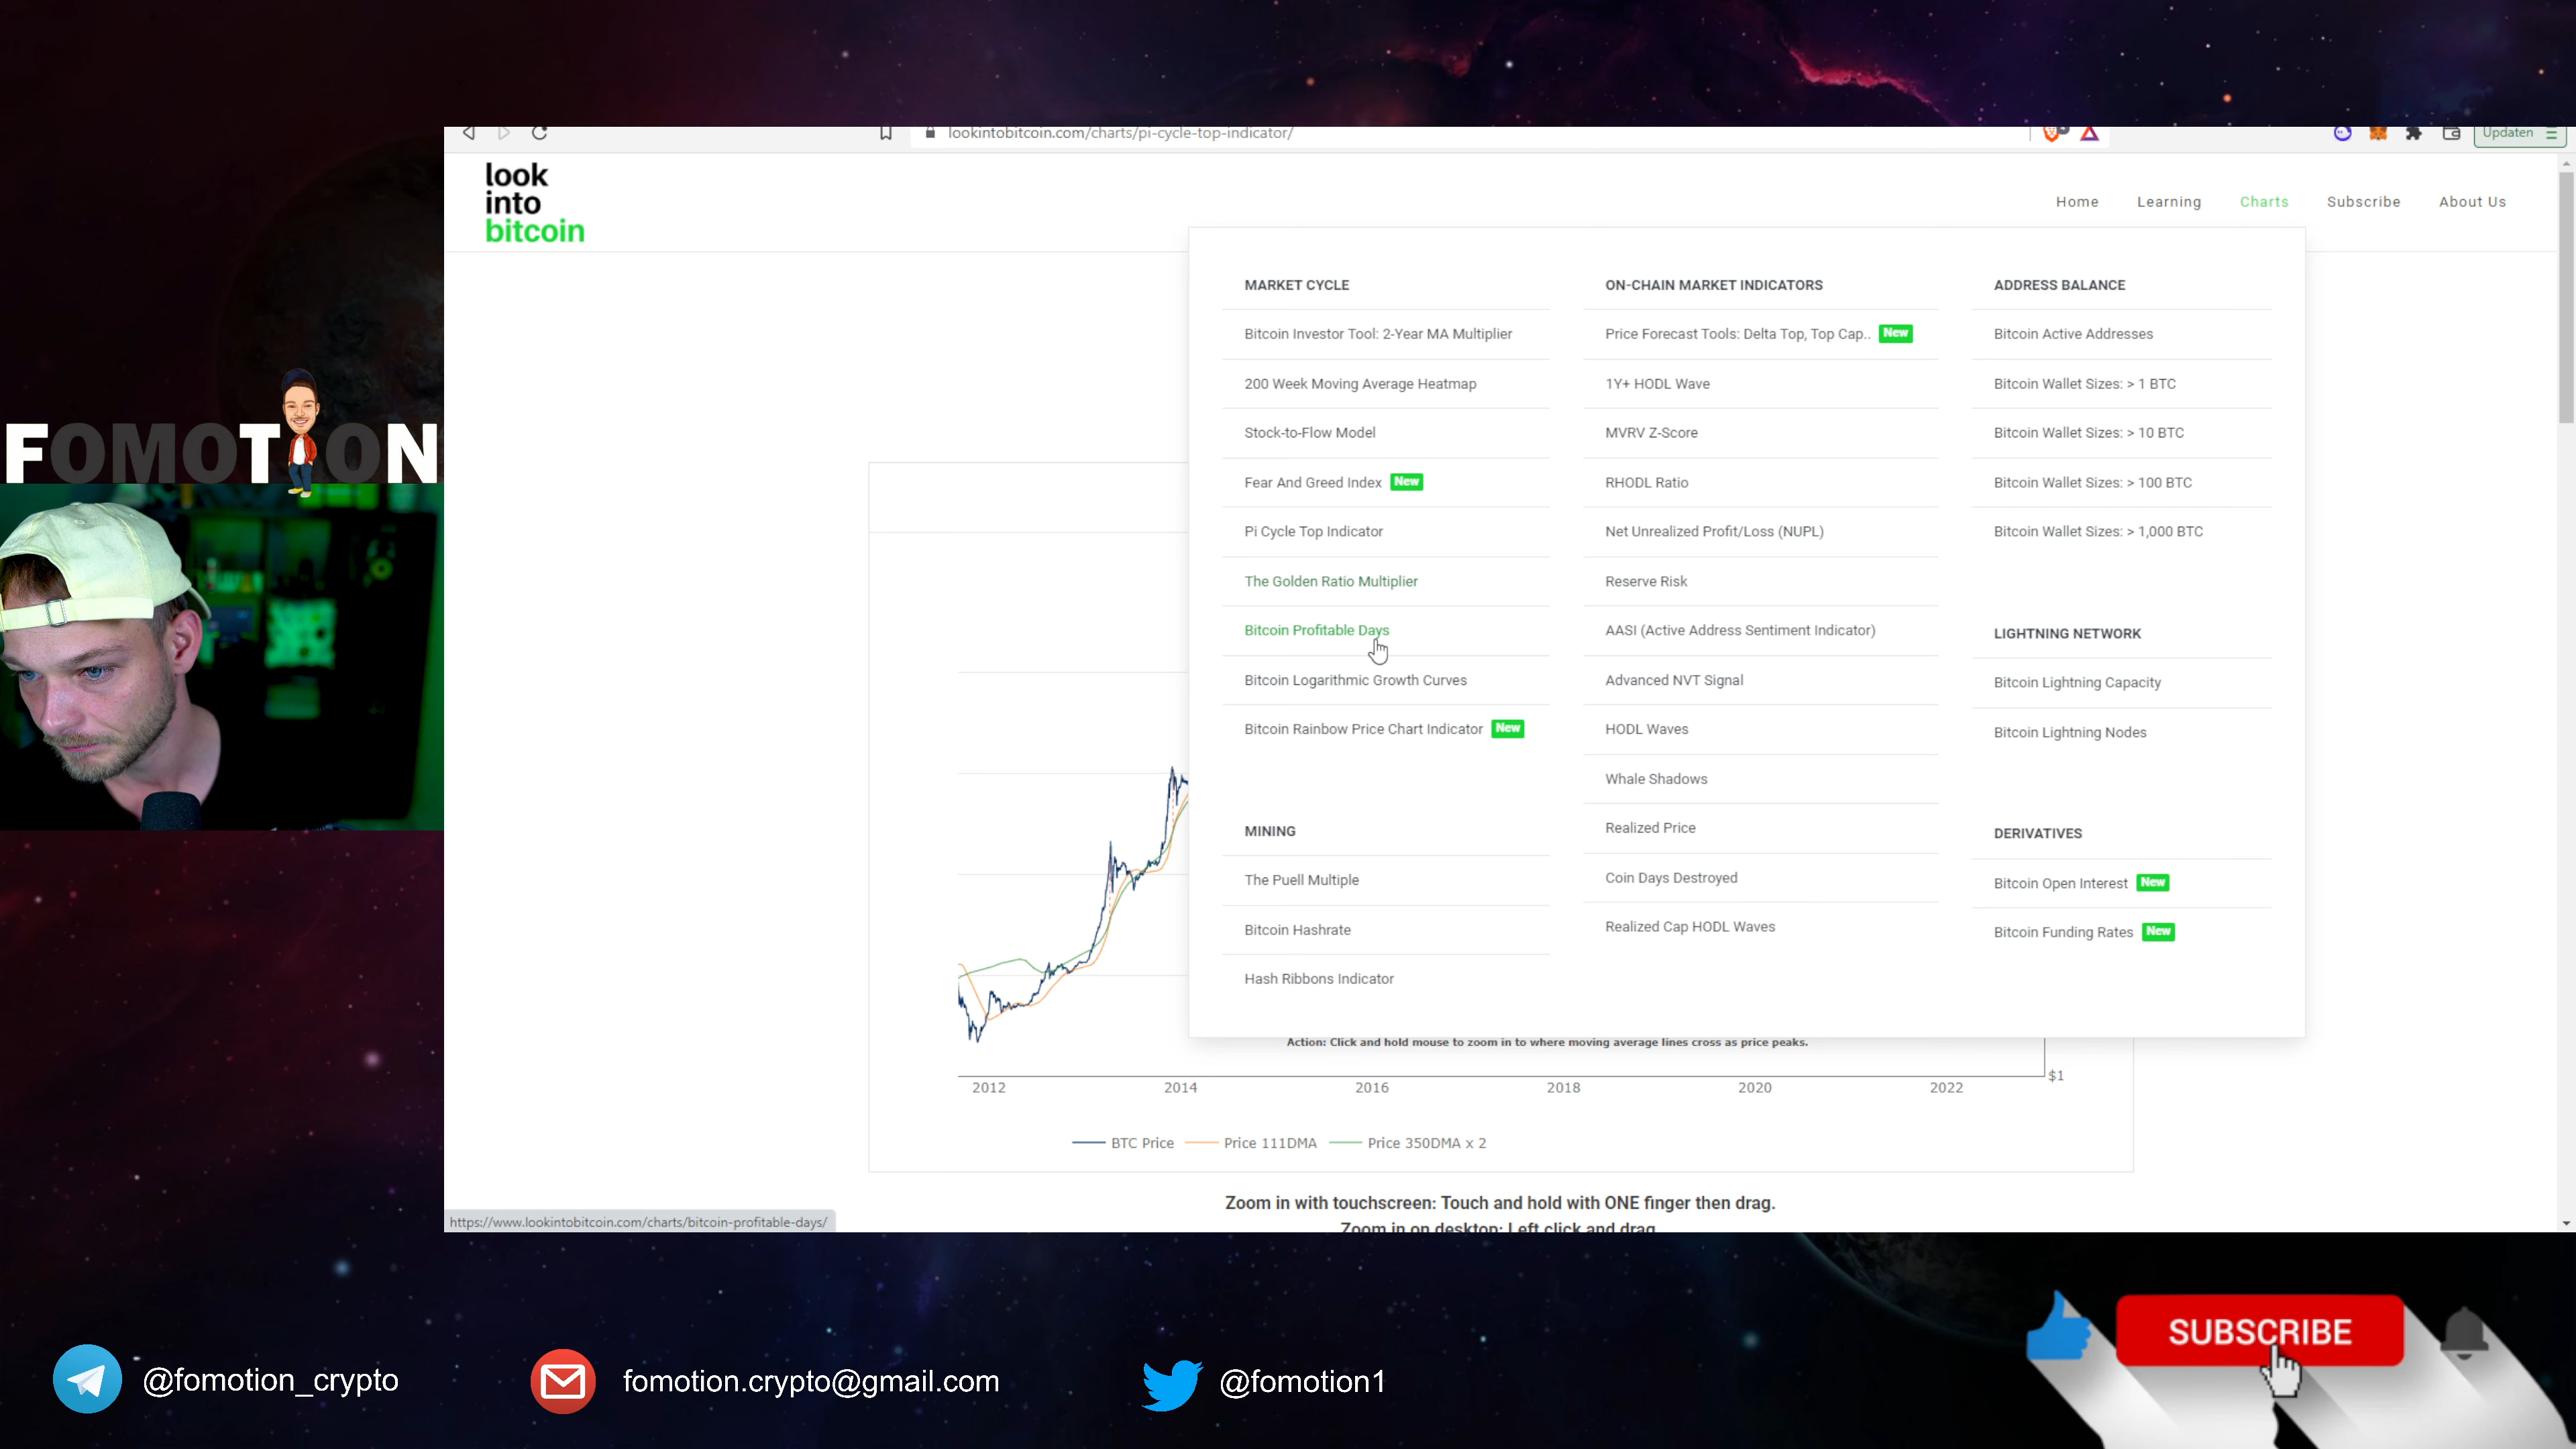 lookintobitcoin.com/charts/pi-cycle-top-indicator/
Updaten
look
into
bitcoin
Home
Learning
Charts
Subscribe
About Us
MARKET CYCLE
Bitcoin Investor Tool: 2-Year MA Multiplier
200 Week Moving Average Heatmap
Stock-to-Flow Model
Fear And Greed Index New
Pi Cycle Top Indicator
The Golden Ratio Multiplier
Bitcoin Profitable Days
Bitcoin Logarithmic Growth Curves
Bitcoin Rainbow Price Chart Indicator New
MINING
The Puell Multiple
Bitcoin Hashrate
Hash Ribbons Indicator
ON-CHAIN MARKET INDICATORS
Price Forecast Tools: Delta Top, Top Cap.. New
1Y+ HODL Wave
MVRV Z-Score
RHODL Ratio
Net Unrealized Profit/Loss (NUPL)
Reserve Risk
AASI (Active Address Sentiment Indicator)
Advanced NVT Signal
HODL Waves
Whale Shadows
Realized Price
Coin Days Destroyed
Realized Cap HODL Waves
ADDRESS BALANCE
Bitcoin Active Addresses
Bitcoin Wallet Sizes: > 1 BTC
Bitcoin Wallet Sizes: > 10 BTC
Bitcoin Wallet Sizes: > 100 BTC
Bitcoin Wallet Sizes: > 1,000 BTC
LIGHTNING NETWORK
Bitcoin Lightning Capacity
Bitcoin Lightning Nodes
DERIVATIVES
Bitcoin Open Interest New
Bitcoin Funding Rates New
FOMOTION
Action: Click and hold mouse to zoom in to where moving average lines cross as price peaks.
$1
2012 2014 2016 2018 2020 2022
BTC Price Price 111DMA Price 350DMA x 2
Zoom in with touchscreen: Touch and hold with ONE finger then drag.
Zoom in on desktop: Left click and drag
https://www.lookintobitcoin.com/charts/bitcoin-profitable-days/
@fomotion_crypto
fomotion.crypto@gmail.com
@fomotion1
SUBSCRIBE